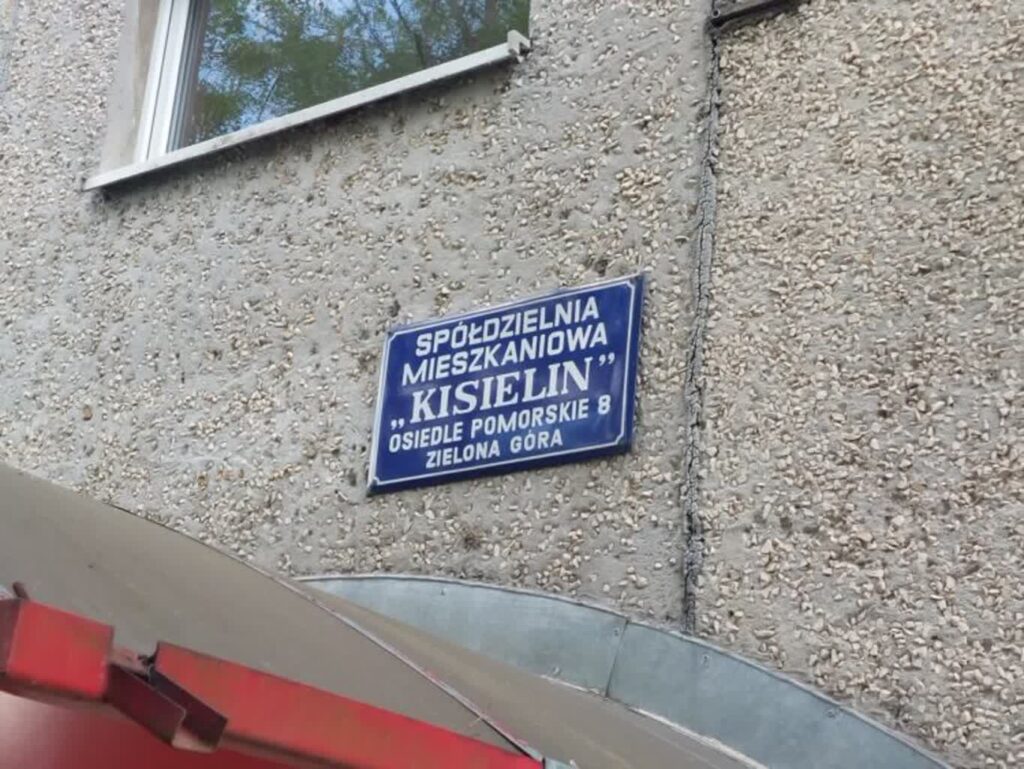 SPÓŁDZIELNIA
MIESZKANIOWA
„KISIELIN”
OSIEDLE POMORSKIE 8
ZIELONA GÓRA